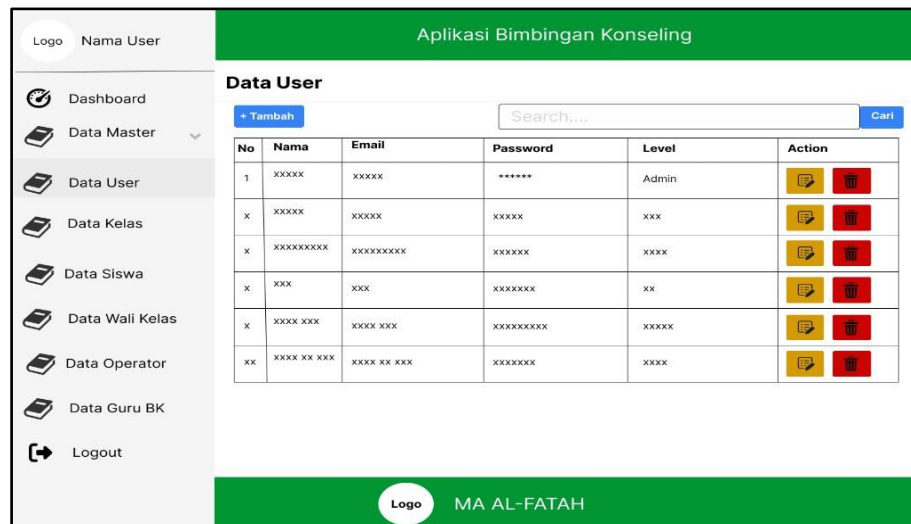 Logo Nama User
Aplikasi Bimbingan Konseling
Dashboard
Data Master
Data User
Data Kelas
Data Siswa
Data Wali Kelas
Data Operator
Data Guru BK
Logout
Data User
+ Tambah Search.... Cari
No Nama Email Password Level Action
1 xxxxx xxxxx ****** Admin
x xxxxx xxxxx xxxxx xxx
x xxxxxxxxx xxxxxxxxx xxxxxx xxxx
x xxx xxx xxxxxxx xx
x xxxx xxx xxxx xxx xxxxxxxxx xxxxx
xx xxxx xx xxx xxxx xx xxx xxxxxxx xxxx
Logo MA AL-FATAH